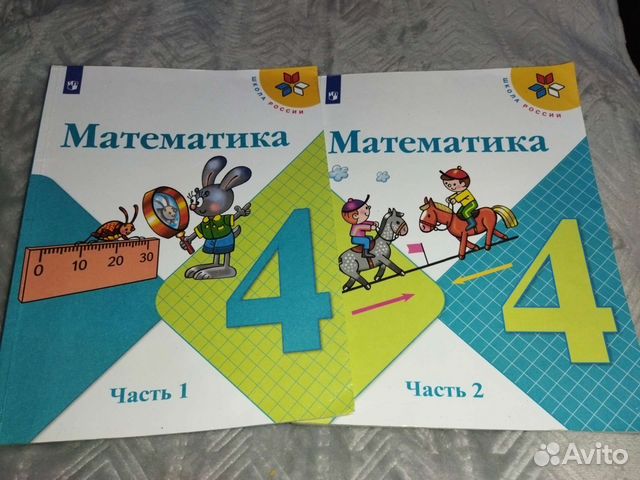 ШКОЛА РОССИИ
Математика
0 10 20 30
4
Часть 1
ШКОЛА РОССИИ
Математика
4
Часть 2
Avito